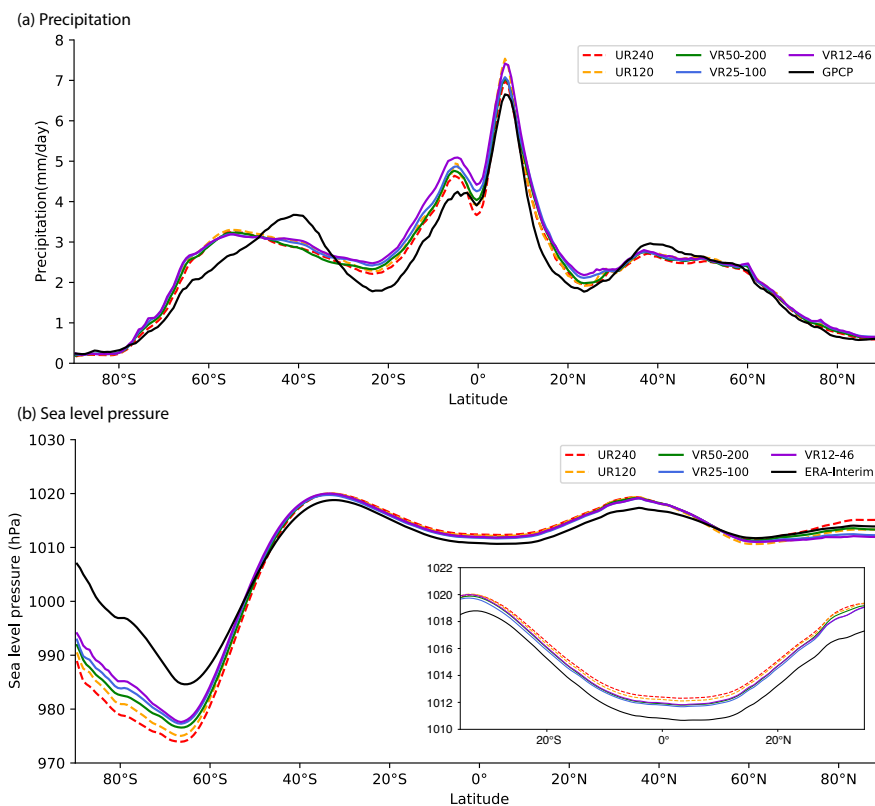 (a) Precipitation
UR240 VR50-200 VR12-46
UR120 VR25-100 GPCP
8
7
6
5
4
3
2
1
0
Precipitation(mm/day)
80°S 60°S 40°S 20°S 0° 20°N 40°N 60°N 80°N
Latitude
(b) Sea level pressure
UR240 VR50-200 VR12-46
UR120 VR25-100 ERA-Interim
1030
1020
1010
1000
990
980
970
Sea level pressure (hPa)
1022
1020
1018
1016
1014
1012
1010
20°S 0° 20°N
80°S 60°S 40°S 20°S 0° 20°N 40°N 60°N 80°N
Latitude